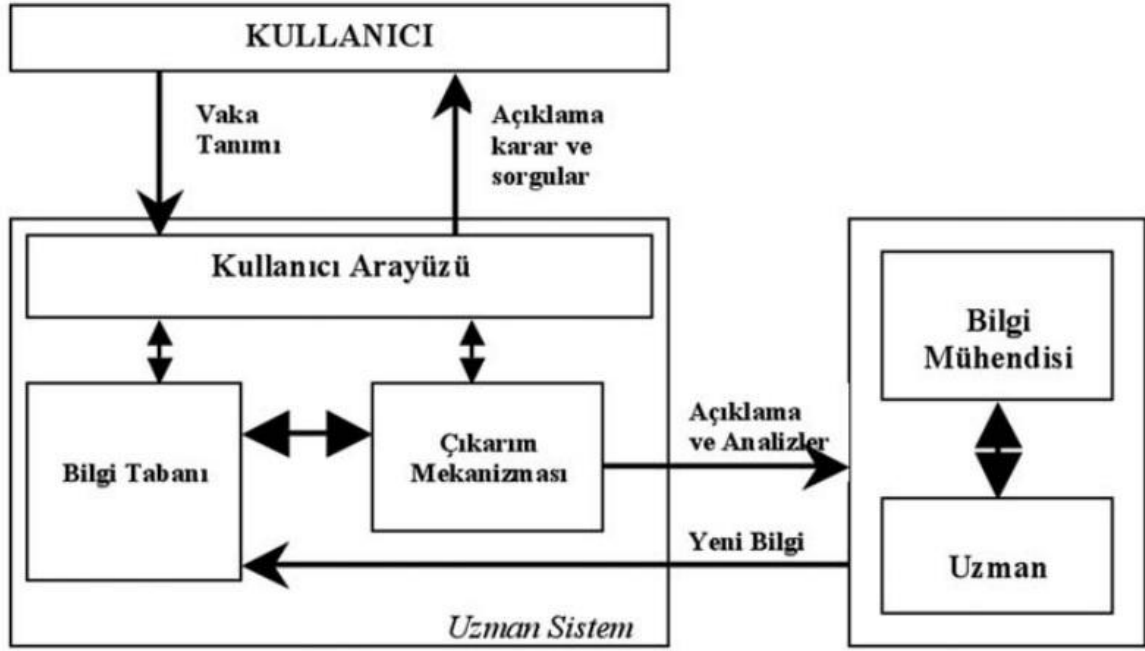 KULLANICI
Vaka
Tanımı
Açıklama
karar ve
sorgular
Kullanıcı Arayüzü
Bilgi Tabanı
Çıkarım
Mekanizması
Açıklama
ve Analizler
Yeni Bilgi
Bilgi
Mühendisi
Uzman
Uzman Sistem